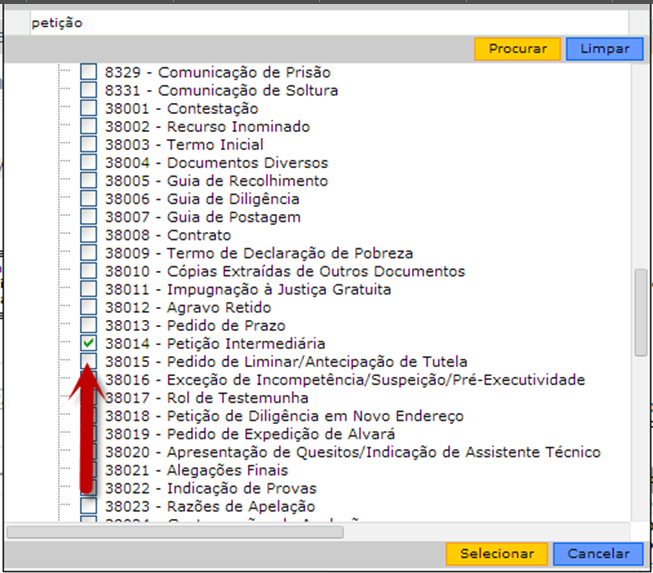 petição
Procurar Limpar
8329 - Comunicação de Prisão
8331 - Comunicação de Soltura
38001 - Contestação
38002 - Recurso Inominado
38003 - Termo Inicial
38004 - Documentos Diversos
38005 - Guia de Recolhimento
38006 - Guia de Diligência
38007 - Guia de Postagem
38008 - Contrato
38009 - Termo de Declaração de Pobreza
38010 - Cópias Extraídas de Outros Documentos
38011 - Impugnação à Justiça Gratuita
38012 - Agravo Retido
38013 - Pedido de Prazo
38014 - Petição Intermediária
38015 - Pedido de Liminar/Antecipação de Tutela
38016 - Exceção de Incompetência/Suspeição/Pré-Executividade
38017 - Rol de Testemunha
38018 - Petição de Diligência em Novo Endereço
38019 - Pedido de Expedição de Alvará
38020 - Apresentação de Quesitos/Indicação de Assistente Técnico
38021 - Alegações Finais
38022 - Indicação de Provas
38023 - Razões de Apelação
Selecionar Cancelar